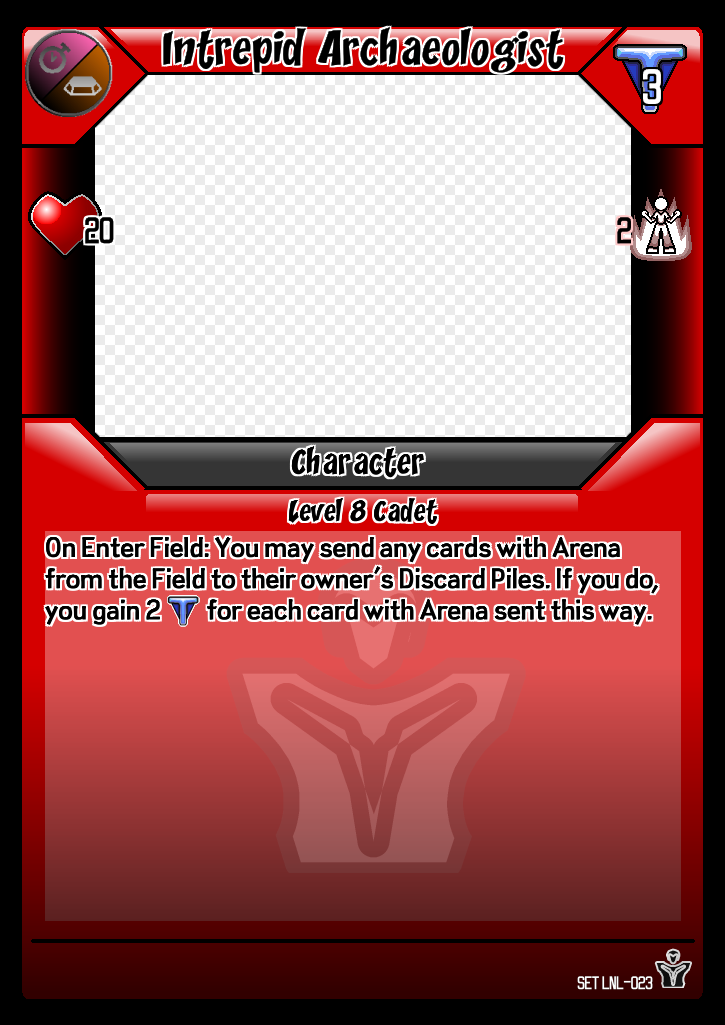 Intrepid Archaeologist
3
20
2
Character
Level 8 Cadet
On Enter Field: You may send any cards with Arena
from the Field to their owner's Discard Piles. If you do,
you gain 2 for each card with Arena sent this way.
SET LNL-023